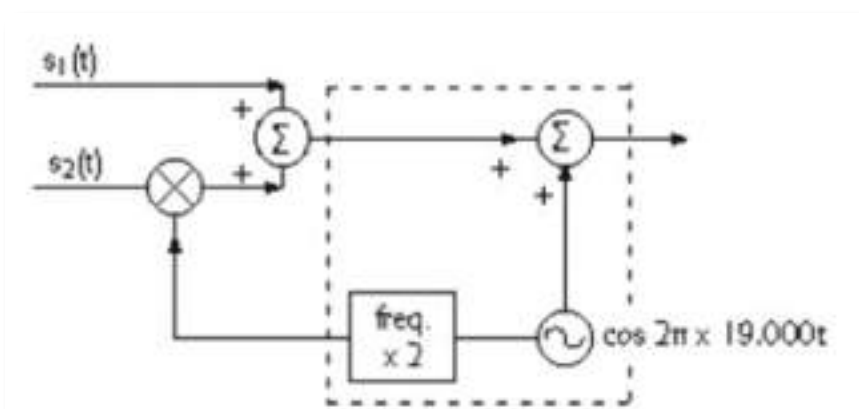 s₁(t)
+
Σ
Σ
s₂(t)
+
+
+
freq.
x 2
cos 2π x 19.000t